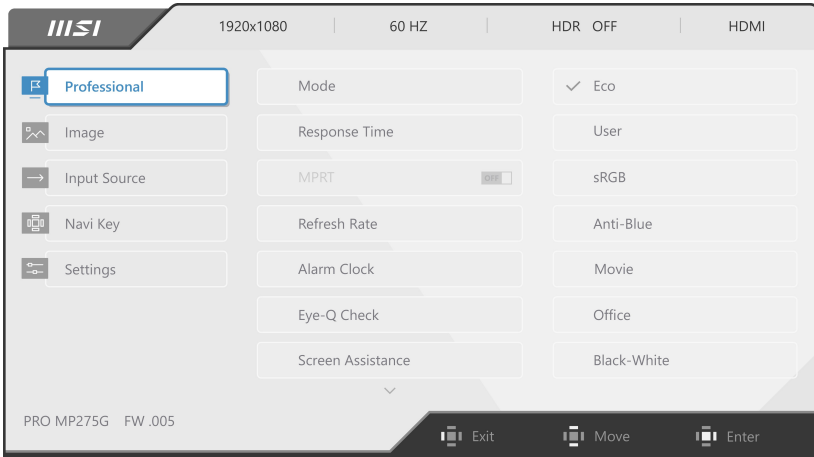 msi 1920x1080 60 HZ HDR OFF HDMI
Professional Mode Eco
Image Response Time User
Input Source MPRT OFF sRGB
Navi Key Refresh Rate Anti-Blue
Settings Alarm Clock Movie
Eye-Q Check Office
Screen Assistance Black-White
PRO MP275G FW .005
Exit Move Enter